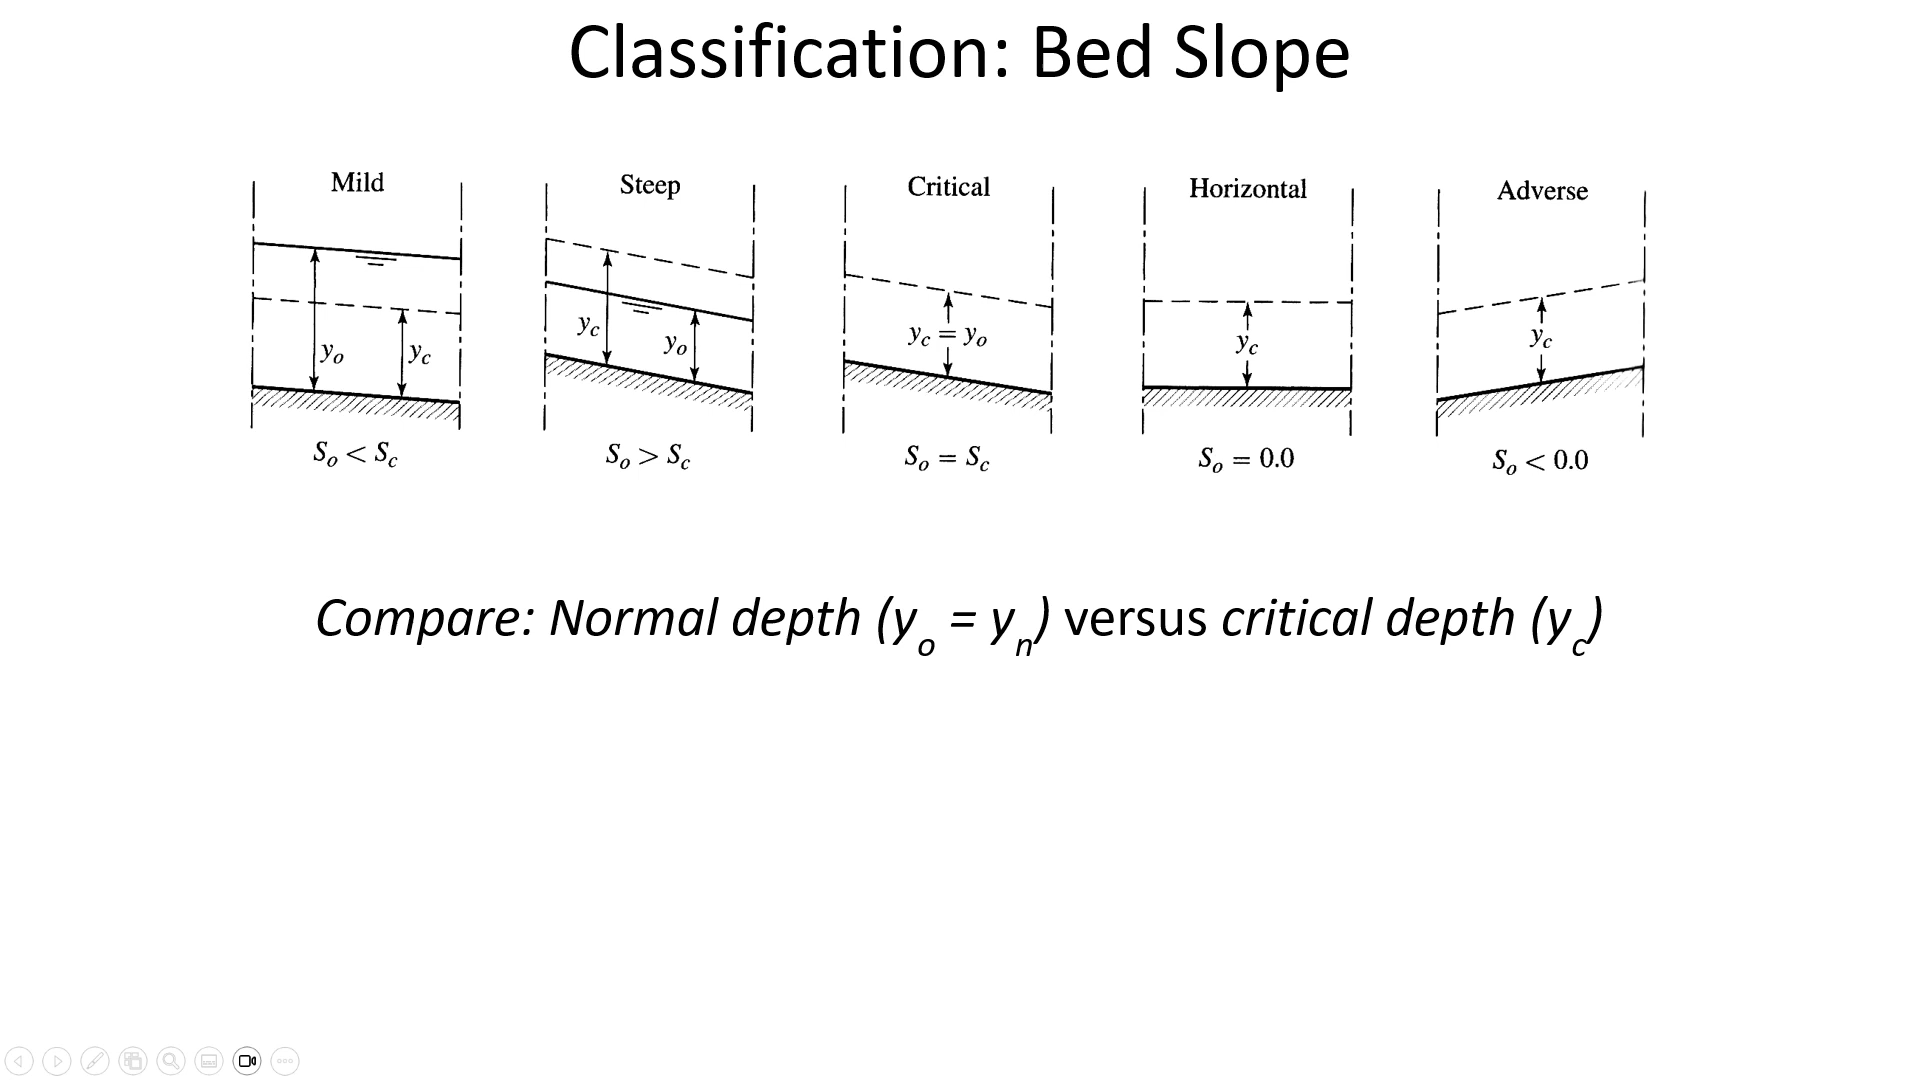 Classification: Bed Slope
Mild Steep Critical Horizontal Adverse
y_o y_c y_c y_o y_c = y_o y_c y_c
S_o < S_c S_o > S_c S_o = S_c S_o = 0.0 S_o < 0.0
Compare: Normal depth (y_o = y_n) versus critical depth (y_c)